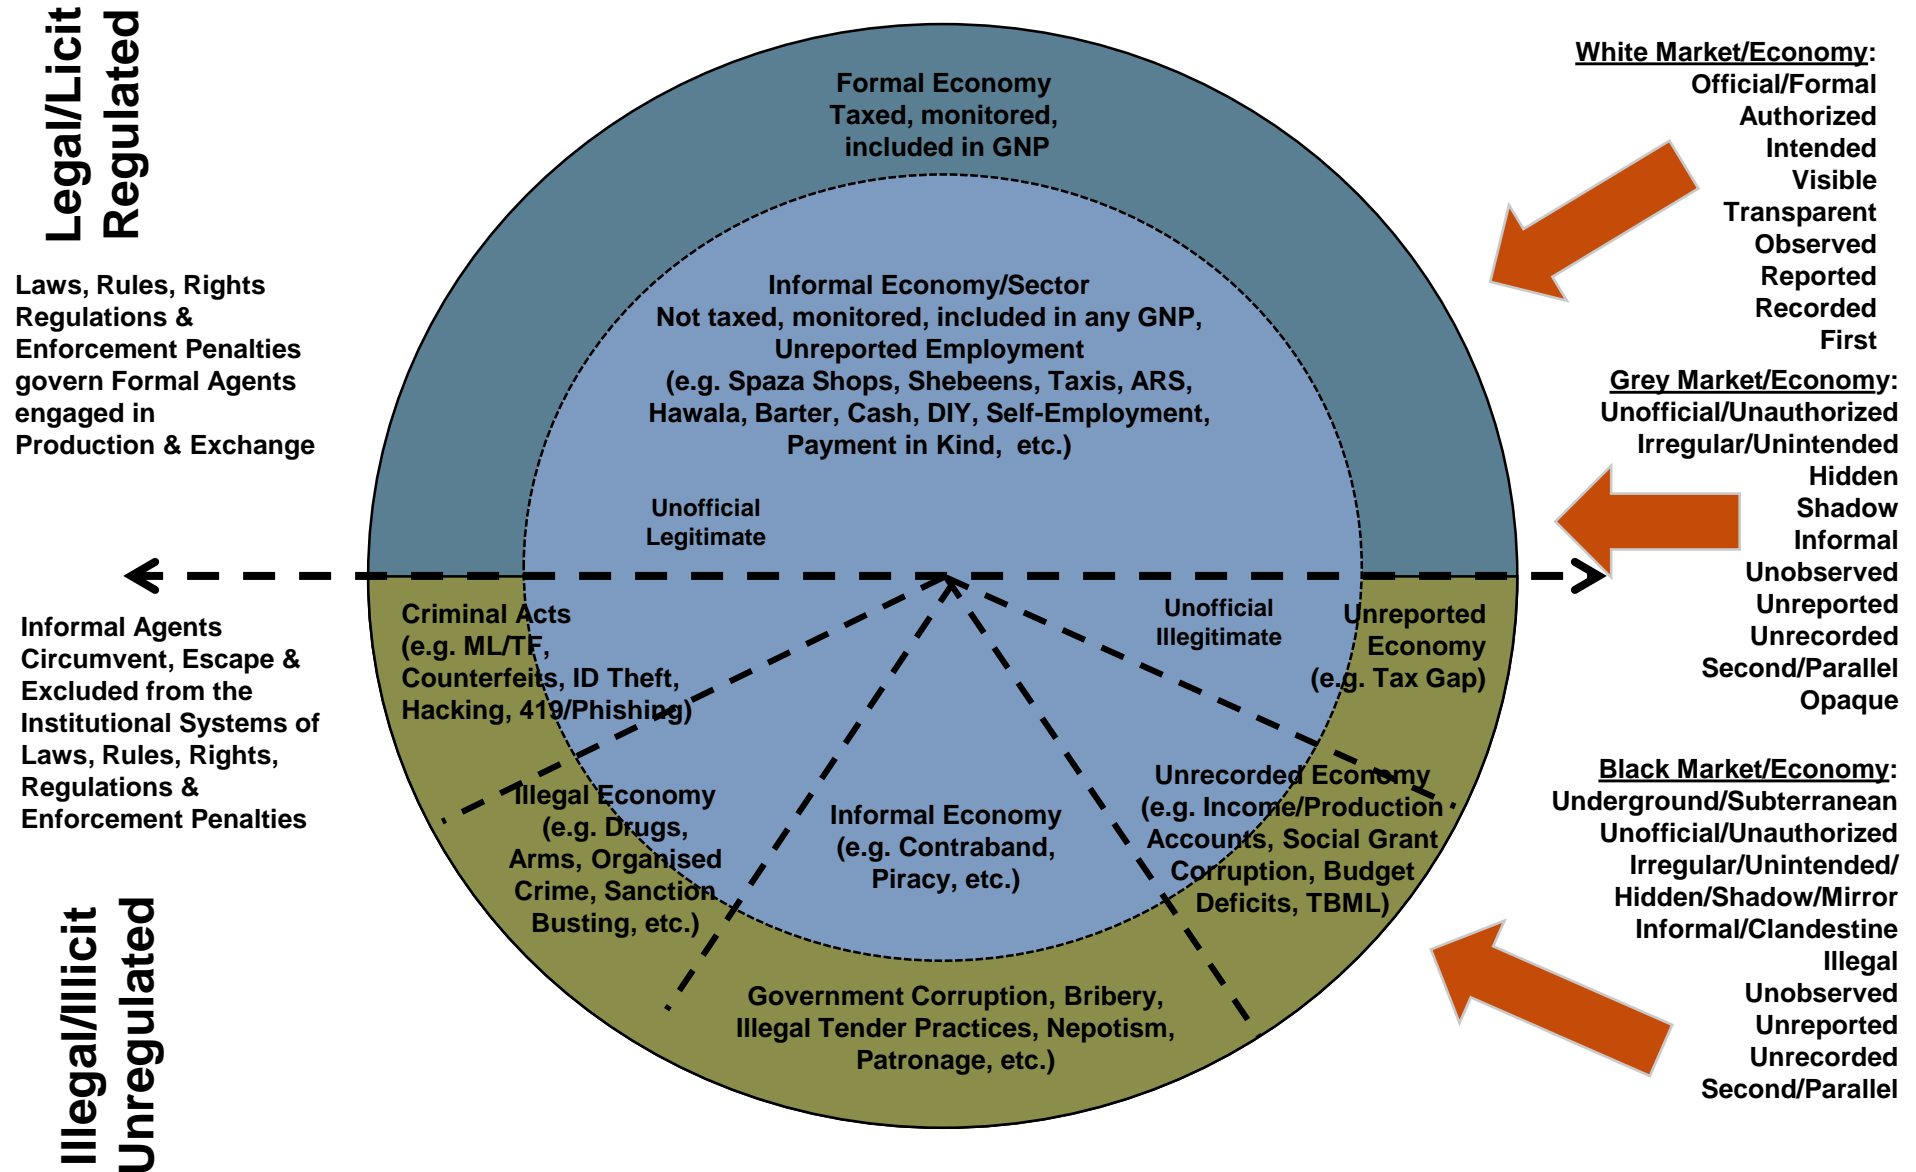 Legal/Licit
Regulated
Laws, Rules, Rights
Regulations &
Enforcement Penalties
govern Formal Agents
engaged in
Production & Exchange
Informal Agents
Circumvent, Escape &
Excluded from the
Institutional Systems of
Laws, Rules, Rights,
Regulations &
Enforcement Penalties
Illegal/Illicit
Unregulated
Formal Economy
Taxed, monitored,
included in GNP
Informal Economy/Sector
Not taxed, monitored, included in any GNP,
Unreported Employment
(e.g. Spaza Shops, Shebeens, Taxis, ARS,
Hawala, Barter, Cash, DIY, Self-Employment,
Payment in Kind, etc.)
Unofficial
Legitimate
Unofficial
Illegitimate
Criminal Acts
(e.g. ML/TF,
Counterfeits, ID Theft,
Hacking, 419/Phishing)
Illegal Economy
(e.g. Drugs,
Arms, Organised
Crime, Sanction
Busting, etc.)
Informal Economy
(e.g. Contraband,
Piracy, etc.)
Government Corruption, Bribery,
Illegal Tender Practices, Nepotism,
Patronage, etc.)
Unrecorded Economy
(e.g. Income/Production
Accounts, Social Grant
Corruption, Budget
Deficits, TBML)
Unreported
Economy
(e.g. Tax Gap)
White Market/Economy:
Official/Formal
Authorized
Intended
Visible
Transparent
Observed
Reported
Recorded
First
Grey Market/Economy:
Unofficial/Unauthorized
Irregular/Unintended
Hidden
Shadow
Informal
Unobserved
Unreported
Unrecorded
Second/Parallel
Opaque
Black Market/Economy:
Underground/Subterranean
Unofficial/Unauthorized
Irregular/Unintended/
Hidden/Shadow/Mirror
Informal/Clandestine
Illegal
Unobserved
Unreported
Unrecorded
Second/Parallel